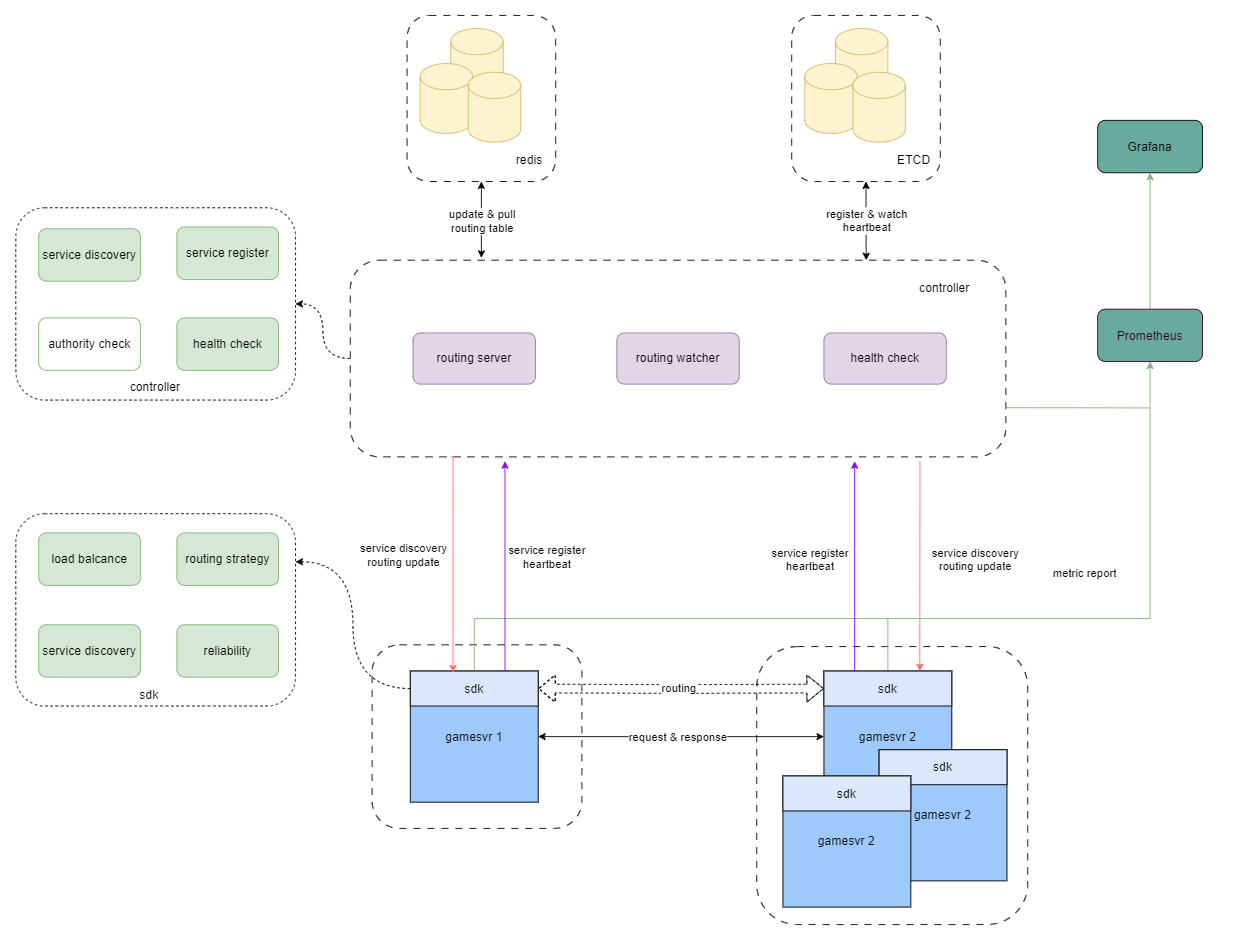 redis
ETCD
Grafana
update & pull
routing table
register & watch
heartbeat
service discovery
service register
authority check
health check
controller
controller
routing server
routing watcher
health check
Prometheus
load balcance
routing strategy
service discovery
reliability
sdk
service discovery
routing update
service register
heartbeat
service register
heartbeat
service discovery
routing update
metric report
sdk
gamesvr 1
routing
request & response
sdk
gamesvr 2
sdk
gamesvr 2
sdk
gamesvr 2